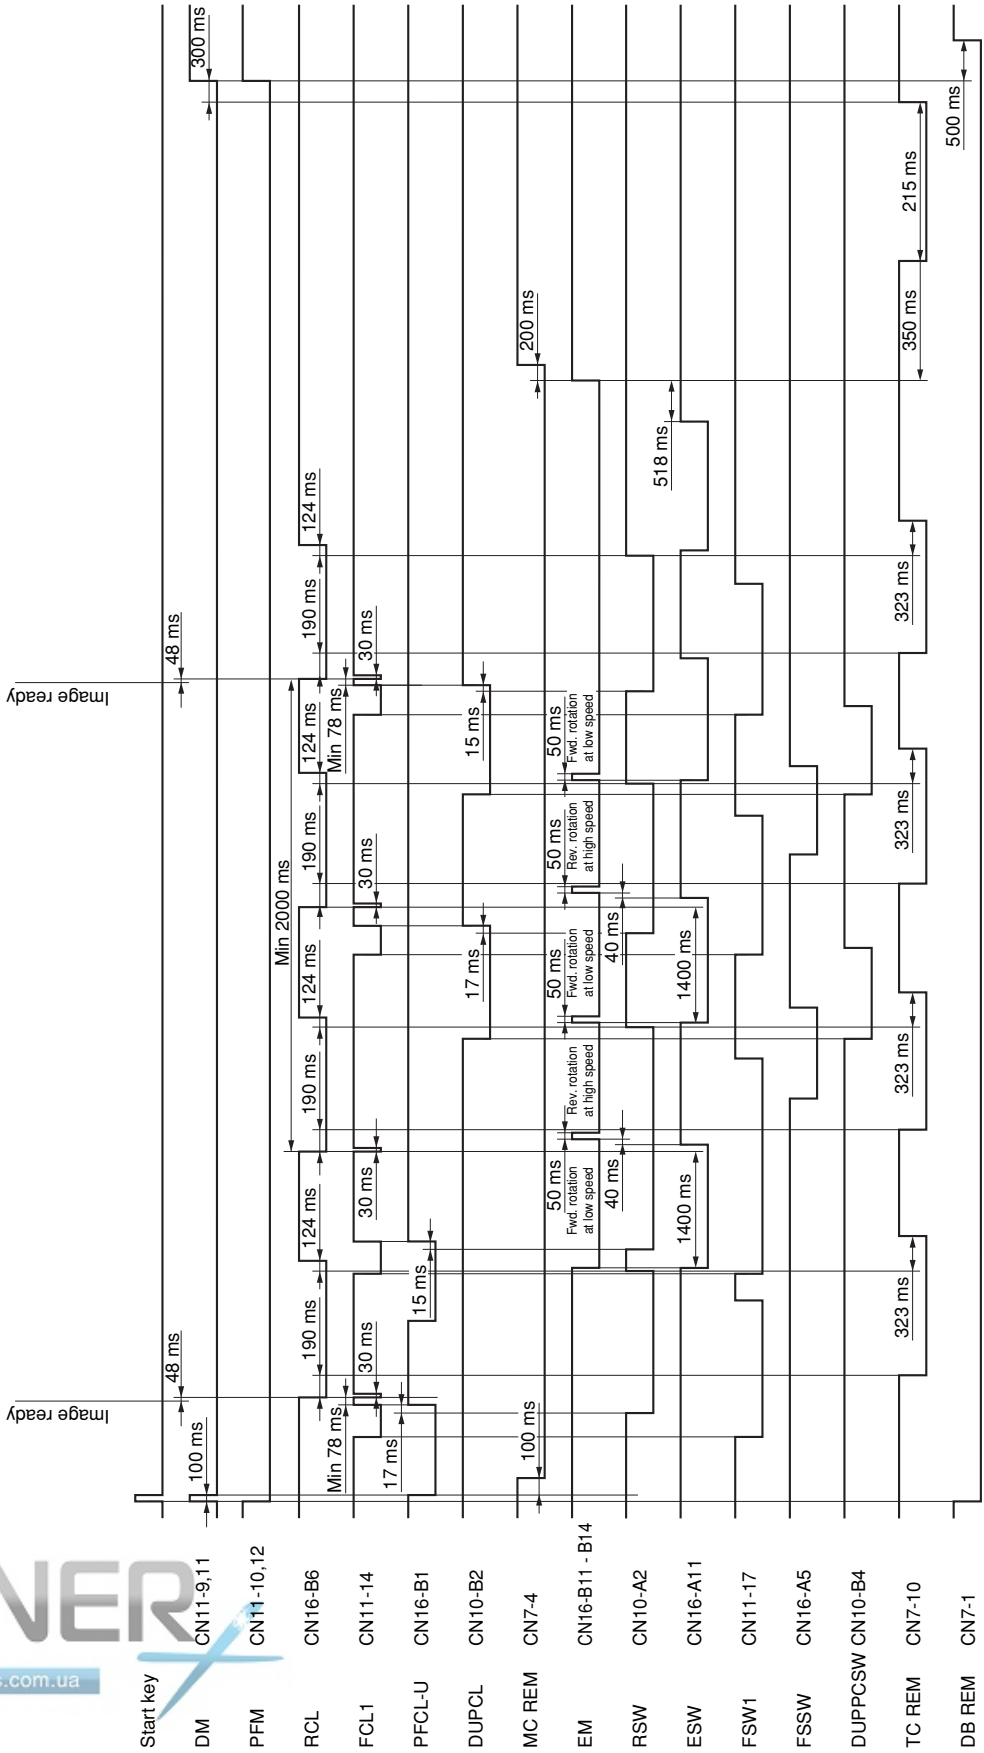 Start key
DM CN11-9,11
PFM CN11-10,12
RCL CN16-B6
FCL1 CN11-14
PFCL-U CN16-B1
DUPCL CN10-B2
MC REM CN7-4
EM CN16-B11 - B14
RSW CN10-A2
ESW CN16-A11
FSW1 CN11-17
FSSW CN16-A5
DUPPCSW CN10-B4
TC REM CN7-10
DB REM CN7-1
Image ready
Image ready
48 ms
48 ms
100 ms
300 ms
Min 2000 ms
190 ms
124 ms
190 ms
124 ms
190 ms
124 ms
190 ms
124 ms
Min 78 ms
30 ms
30 ms
30 ms
Min 78 ms
30 ms
17 ms
15 ms
17 ms
15 ms
100 ms
200 ms
50 ms
50 ms
50 ms
50 ms
Fwd. rotation
at low speed
Rev. rotation
at high speed
Fwd. rotation
at low speed
Rev. rotation
at high speed
Fwd. rotation
at low speed
40 ms
40 ms
1400 ms
1400 ms
518 ms
323 ms
323 ms
323 ms
323 ms
350 ms
215 ms
500 ms
NER
s.com.ua